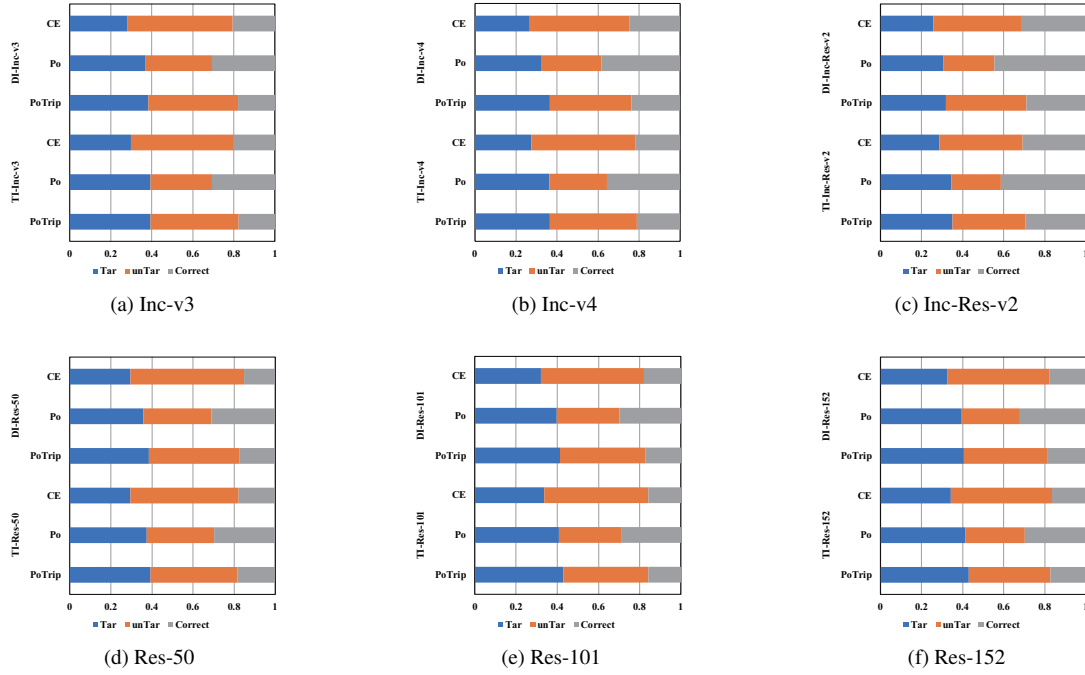 DI-Inc-v3
CE
Po
PoTrip
TI-Inc-v3
CE
Po
PoTrip
0 0.2 0.4 0.6 0.8 1
Tar unTar Correct
(a) Inc-v3
DI-Inc-v4
CE
Po
PoTrip
TI-Inc-v4
CE
Po
PoTrip
0 0.2 0.4 0.6 0.8 1
Tar unTar Correct
(b) Inc-v4
DI-Inc-Res-v2
CE
Po
PoTrip
TI-Inc-Res-v2
CE
Po
PoTrip
0 0.2 0.4 0.6 0.8 1
Tar unTar Correct
(c) Inc-Res-v2
DI-Res-50
CE
Po
PoTrip
TI-Res-50
CE
Po
PoTrip
0 0.2 0.4 0.6 0.8 1
Tar unTar Correct
(d) Res-50
DI-Res-101
CE
Po
PoTrip
TI-Res-101
CE
Po
PoTrip
0 0.2 0.4 0.6 0.8 1
Tar unTar Correct
(e) Res-101
DI-Res-152
CE
Po
PoTrip
TI-Res-152
CE
Po
PoTrip
0 0.2 0.4 0.6 0.8 1
Tar unTar Correct
(f) Res-152